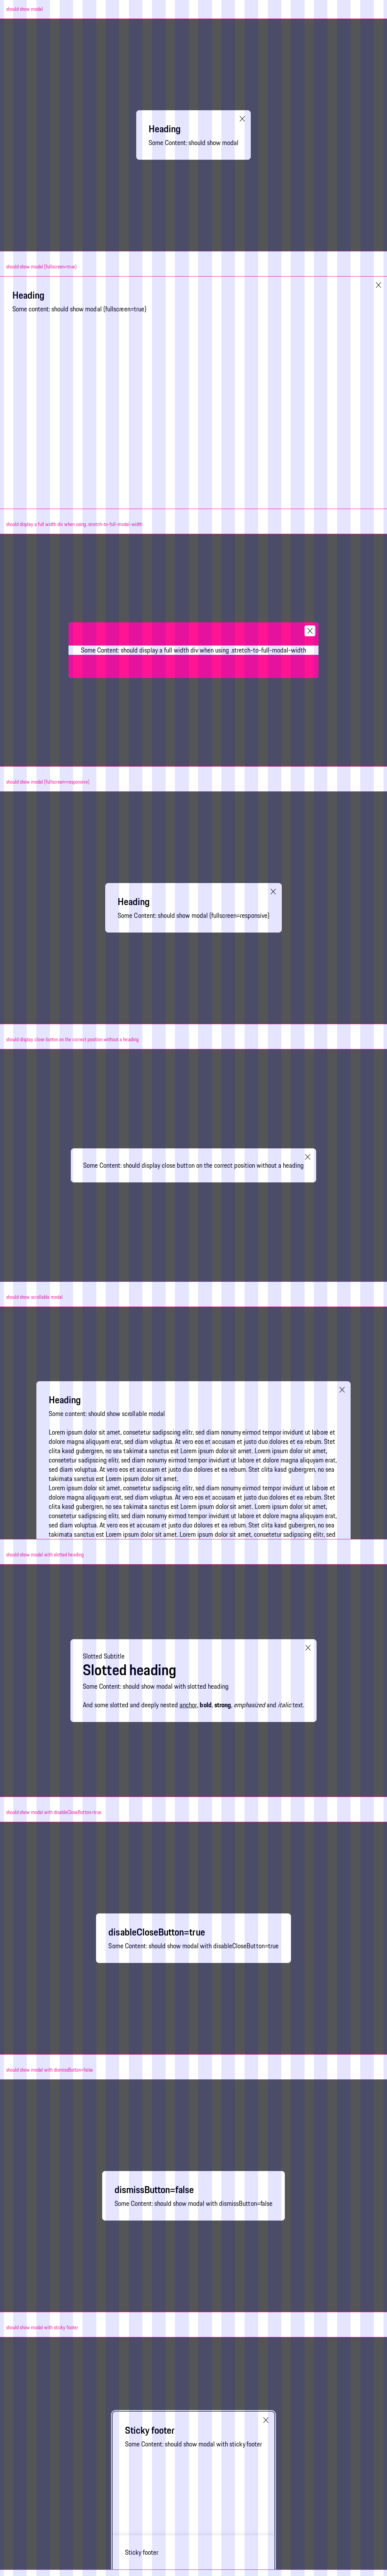 should show modal
Heading
Some Content: should show modal
should show modal (fullscreen=true)
Heading
Some content: should show modal (fullscreen=true)
should display a full width div when using .stretch-to-full-modal-width
Some Content: should display a full width div when using .stretch-to-full-modal-width
should show modal (fullscreen=responsive)
Heading
Some Content: should show modal (fullscreen=responsive)
should display close button on the correct position without a heading
Some Content: should display close button on the correct position without a heading
should show scrollable modal
Heading
Some content: should show scrollable modal
Lorem ipsum dolor sit amet, consetetur sadipscing elitr, sed diam nonumy eirmod tempor invidunt ut labore et
dolore magna aliquyam erat, sed diam voluptua. At vero eos et accusam et justo duo dolores et ea rebum. Stet
clita kasd gubergren, no sea takimata sanctus est Lorem ipsum dolor sit amet. Lorem ipsum dolor sit amet,
consetetur sadipscing elitr, sed diam nonumy eirmod tempor invidunt ut labore et dolore magna aliquyam erat,
sed diam voluptua. At vero eos et accusam et justo duo dolores et ea rebum. Stet clita kasd gubergren, no sea
takimata sanctus est Lorem ipsum dolor sit amet.
Lorem ipsum dolor sit amet, consetetur sadipscing elitr, sed diam nonumy eirmod tempor invidunt ut labore et
dolore magna aliquyam erat, sed diam voluptua. At vero eos et accusam et justo duo dolores et ea rebum. Stet
clita kasd gubergren, no sea takimata sanctus est Lorem ipsum dolor sit amet. Lorem ipsum dolor sit amet,
consetetur sadipscing elitr, sed diam nonumy eirmod tempor invidunt ut labore et dolore magna aliquyam erat,
sed diam voluptua. At vero eos et accusam et justo duo dolores et ea rebum. Stet clita kasd gubergren, no sea
takimata sanctus est Lorem ipsum dolor sit amet. Lorem ipsum dolor sit amet, consetetur sadipscing elitr, sed
should show modal with slotted heading
Slotted Subtitle
Slotted heading
Some Content: should show modal with slotted heading
And some slotted and deeply nested anchor, bold, strong, emphasized and italic text.
should show modal with disableCloseButton=true
disableCloseButton=true
Some Content: should show modal with disableCloseButton=true
should show modal with dismissButton=false
dismissButton=false
Some Content: should show modal with dismissButton=false
should show modal with sticky footer
Sticky footer
Some Content: should show modal with sticky footer
Sticky footer